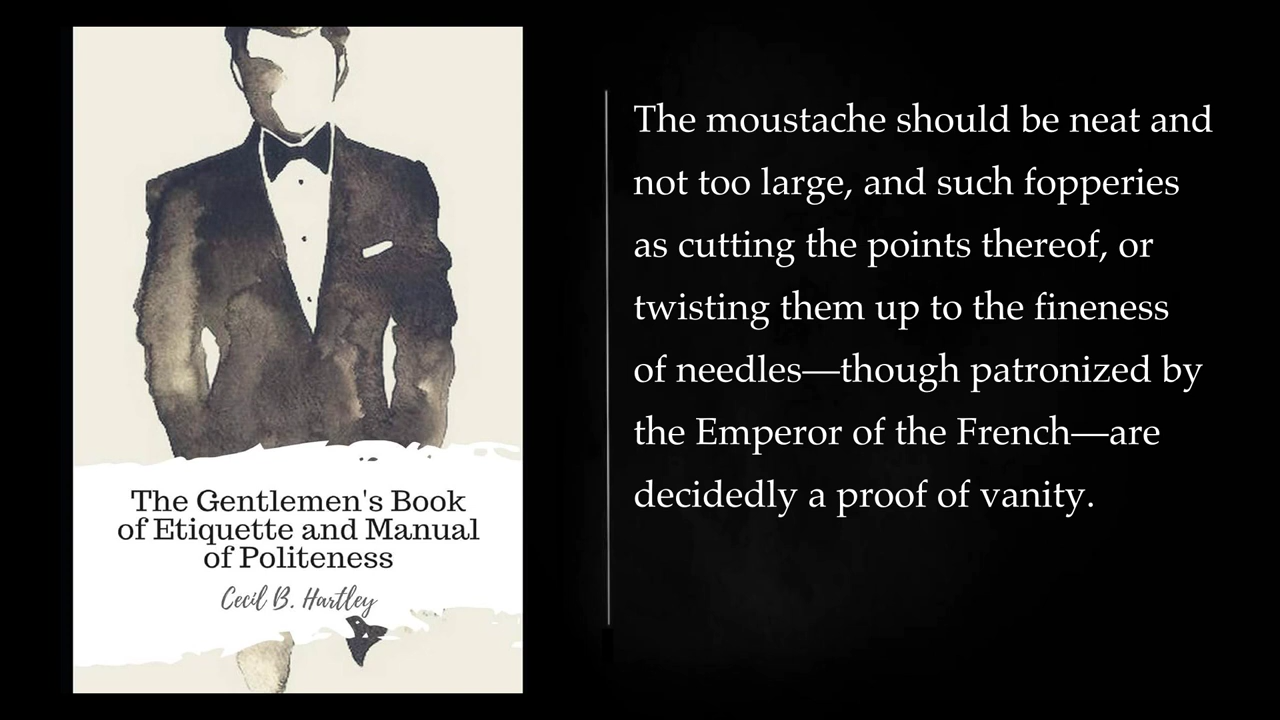 The Gentlemen's Book
of Etiquette and Manual
of Politeness
Cecil B. Hartley
The moustache should be neat and
not too large, and such fopperies
as cutting the points thereof, or
twisting them up to the fineness
of needles—though patronized by
the Emperor of the French—are
decidedly a proof of vanity.